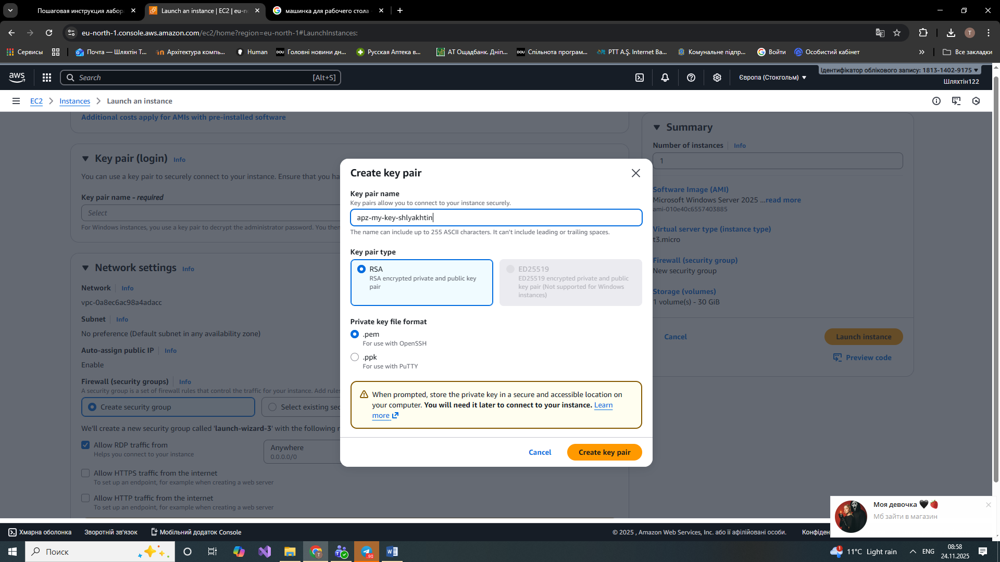 Пошаговая инструкция лабор
Launch an instance | EC2 | eu-n
машинка для рабочего стола
eu-north-1.console.aws.amazon.com/ec2/home?region=eu-north-1#LaunchInstances:
T
Сервисы
Почта — Шляхтін Т...
Архітектура компь...
Human
Головні новини дн...
Русская Аптека в...
АТ Ощадбанк. Дніп...
Спільнота програм...
PTT A.Ş. Internet Ba...
Комунальне підпр...
Войти
Особистий кабінет
Все закладки
aws
Search
[Alt+S]
Європа (Стокгольм)
Ідентифікатор облікового запису: 1813-1402-9175
Шляхтін122
EC2
Instances
Launch an instance
Additional costs apply for AMIs with pre-installed software
Key pair (login)
Info
You can use a key pair to securely connect to your instance. Ensure that you ha
Key pair name - required
Select
For Windows instances, you use a key pair to decrypt the administrator password. You then
Network settings
Info
Network
Info
vpc-0a8ec6ac98a4adacc
Subnet
Info
No preference (Default subnet in any availability zone)
Auto-assign public IP
Info
Enable
Firewall (security groups)
Info
A security group is a set of firewall rules that control the traffic for your instance. Add rules
Create security group
Select existing sec
We'll create a new security group called 'launch-wizard-3' with the following r
Allow RDP traffic from
Helps you connect to your instance
Anywhere
0.0.0.0/0
Allow HTTPS traffic from the internet
To set up an endpoint, for example when creating a web server
Allow HTTP traffic from the internet
To set up an endpoint, for example when creating a web server
Create key pair
Key pair name
Key pairs allow you to connect to your instance securely.
apz-my-key-shlyakhtin
The name can include up to 255 ASCII characters. It can't include leading or trailing spaces.
Key pair type
RSA
RSA encrypted private and public key
pair
ED25519
ED25519 encrypted private and public
key pair (Not supported for Windows
instances)
Private key file format
.pem
For use with OpenSSH
.ppk
For use with PuTTY
When prompted, store the private key in a secure and accessible location on
your computer. You will need it later to connect to your instance. Learn
more
Cancel
Create key pair
Summary
Number of instances
Info
1
Software Image (AMI)
Microsoft Windows Server 2025 ...read more
ami-010e40c6557403885
Virtual server type (instance type)
t3.micro
Firewall (security group)
New security group
Storage (volumes)
1 volume(s) - 30 GiB
Cancel
Launch instance
Preview code
Моя девочка 🖤🍓
Мб зайти в магазин
Хмарна оболонка
Зворотній зв'язок
Мобільний додаток Console
© 2025 , Amazon Web Services, Inc. або її афілійовані особи.
Конфіден
Поиск
.90
1
11°C Light rain
ENG
08:58
24.11.2025